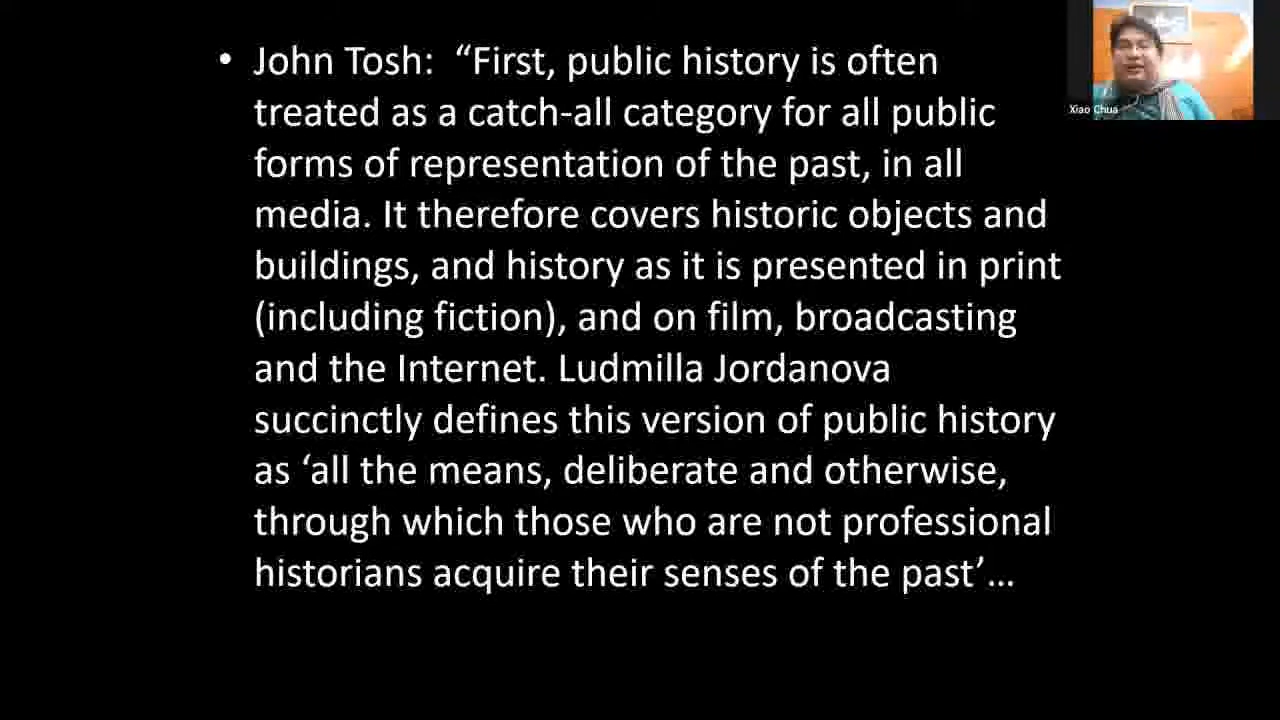 • John Tosh: “First, public history is often
treated as a catch-all category for all public
forms of representation of the past, in all
media. It therefore covers historic objects and
buildings, and history as it is presented in print
(including fiction), and on film, broadcasting
and the Internet. Ludmilla Jordanova
succinctly defines this version of public history
as ‘all the means, deliberate and otherwise,
through which those who are not professional
historians acquire their senses of the past’…
Xiao Chua